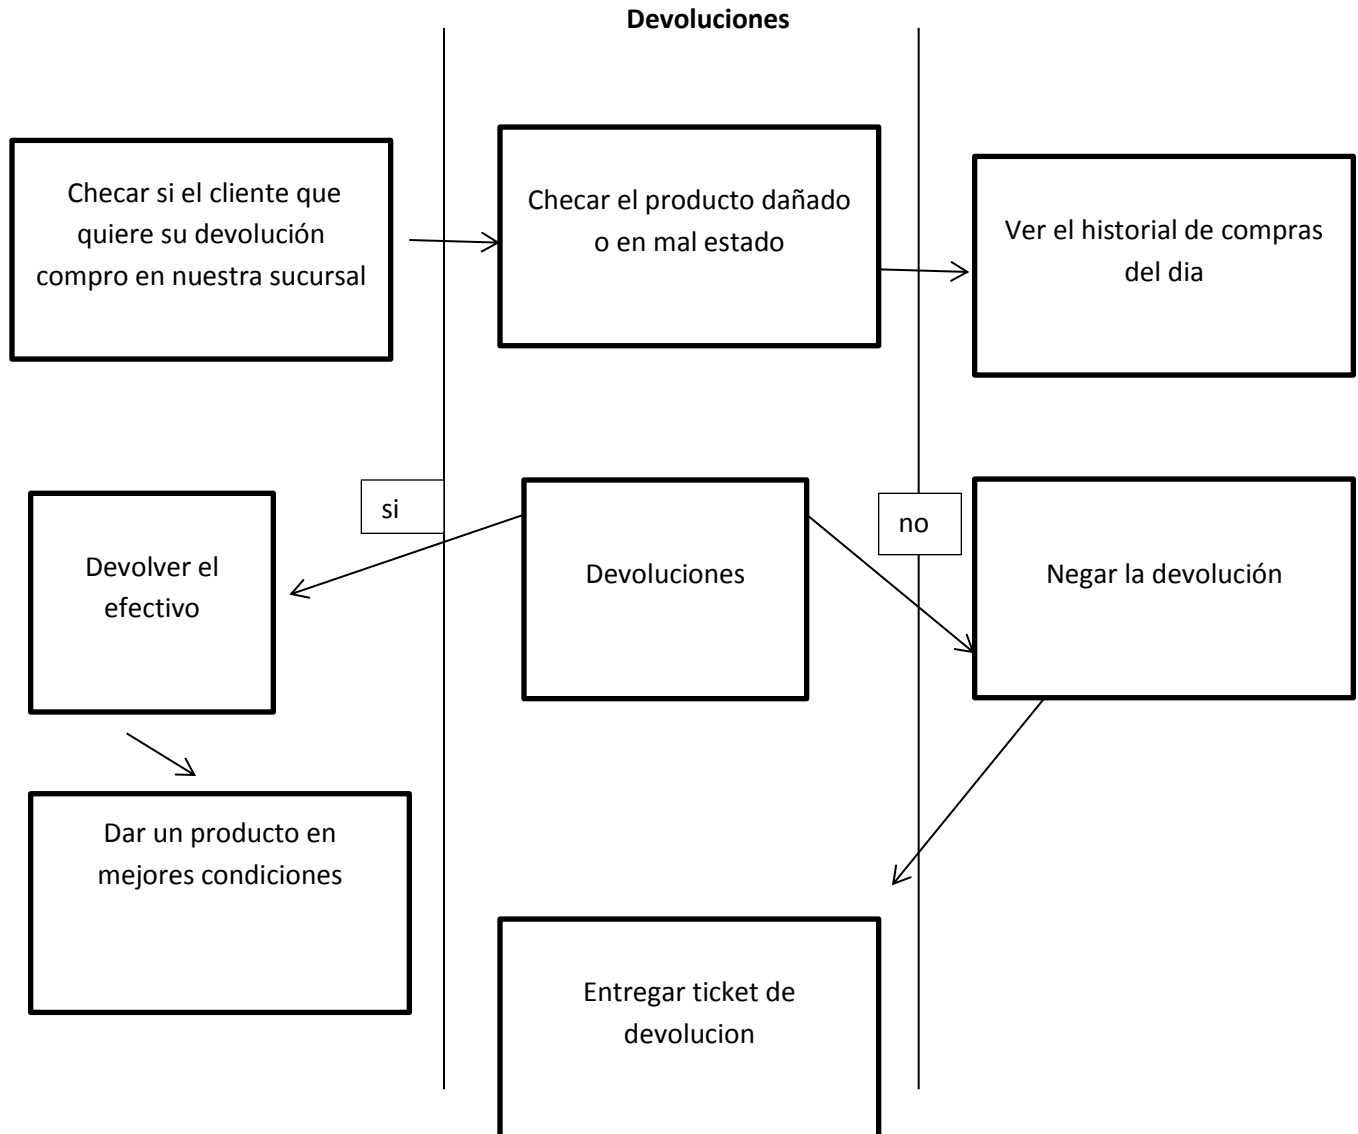 Devoluciones
Checar si el cliente que
quiere su devolución
compro en nuestra sucursal
Checar el producto dañado
o en mal estado
Ver el historial de compras
del dia
si
no
Devolver el
efectivo
Devoluciones
Negar la devolución
Dar un producto en
mejores condiciones
Entregar ticket de
devolucion